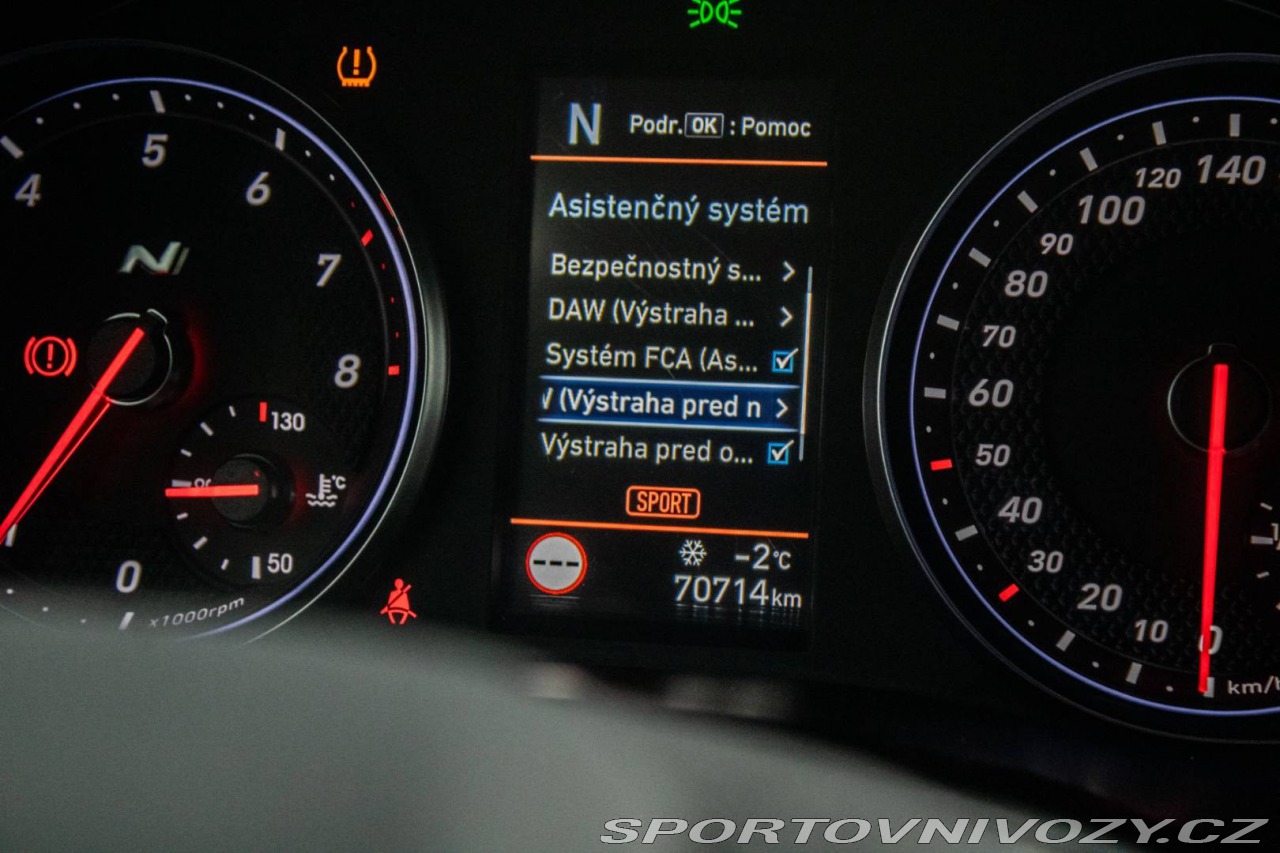 N Podr. OK : Pomoc
Asistenčný systém
Bezpečnostný s...
DAW (Výstraha ...
Systém FCA (As...
(Výstraha pred n
Výstraha pred o...
SPORT
---
-2°C
70714km
4
5
6
7
8
0
x1000rpm
N
130
90
50
°C
140
120
100
90
80
70
60
50
40
30
20
10
0
km/h
SPORTOVNIVOZY.CZ